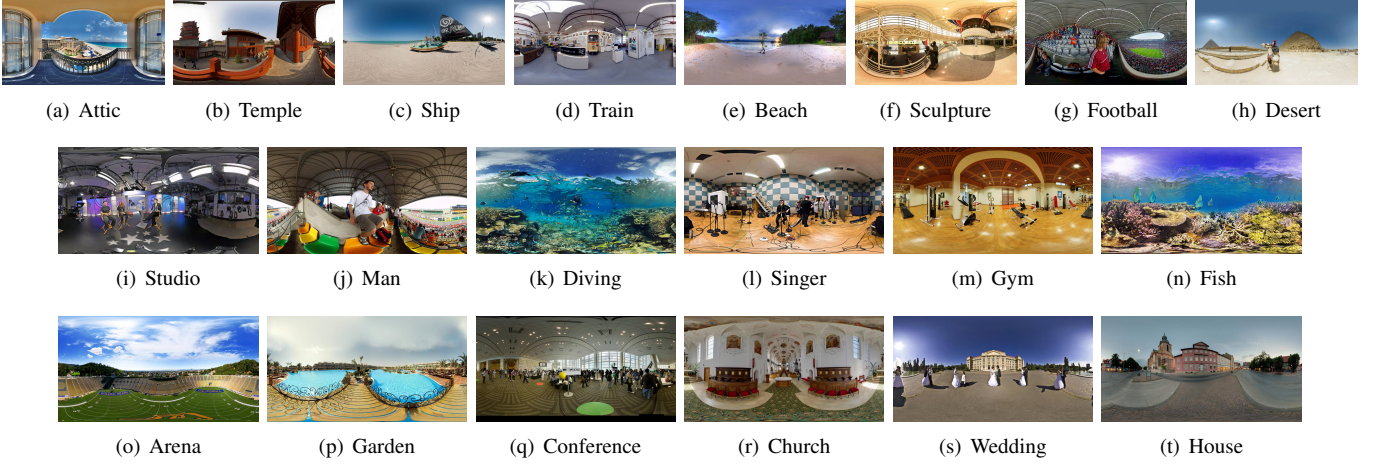 (a) Attic (b) Temple (c) Ship (d) Train (e) Beach (f) Sculpture (g) Football (h) Desert
(i) Studio (j) Man (k) Diving (l) Singer (m) Gym (n) Fish
(o) Arena (p) Garden (q) Conference (r) Church (s) Wedding (t) House